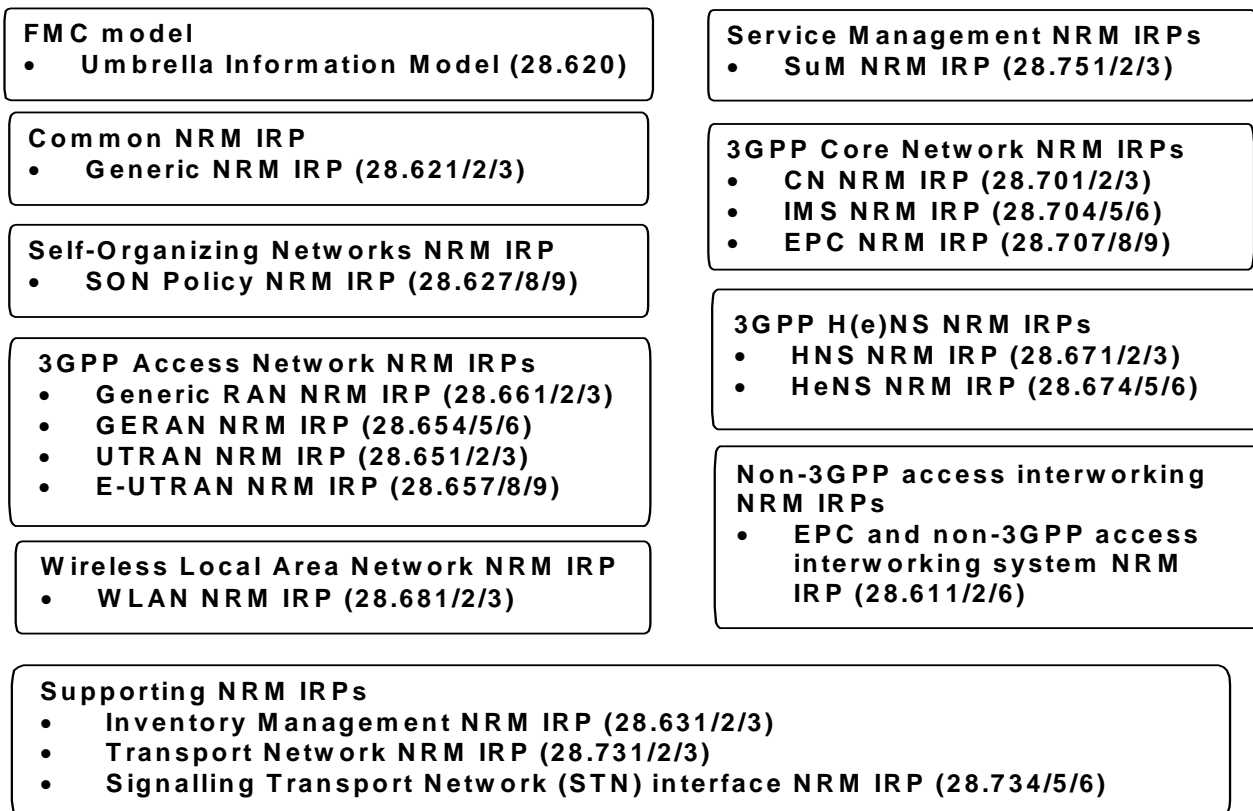 FMC model
• Umbrella Information Model (28.620)
Common NRM IRP
• Generic NRM IRP (28.621/2/3)
Self-Organizing Networks NRM IRP
• SON Policy NRM IRP (28.627/8/9)
3GPP Access Network NRM IRPs
• Generic RAN NRM IRP (28.661/2/3)
• GERAN NRM IRP (28.654/5/6)
• UTRAN NRM IRP (28.651/2/3)
• E-UTRAN NRM IRP (28.657/8/9)
Wireless Local Area Network NRM IRP
• WLAN NRM IRP (28.681/2/3)
Service Management NRM IRPs
• SuM NRM IRP (28.751/2/3)
3GPP Core Network NRM IRPs
• CN NRM IRP (28.701/2/3)
• IMS NRM IRP (28.704/5/6)
• EPC NRM IRP (28.707/8/9)
3GPP H(e)NS NRM IRPs
• HNS NRM IRP (28.671/2/3)
• HeNS NRM IRP (28.674/5/6)
Non-3GPP access interworking
NRM IRPs
• EPC and non-3GPP access
interworking system NRM
IRP (28.611/2/6)
Supporting NRM IRPs
• Inventory Management NRM IRP (28.631/2/3)
• Transport Network NRM IRP (28.731/2/3)
• Signalling Transport Network (STN) interface NRM IRP (28.734/5/6)